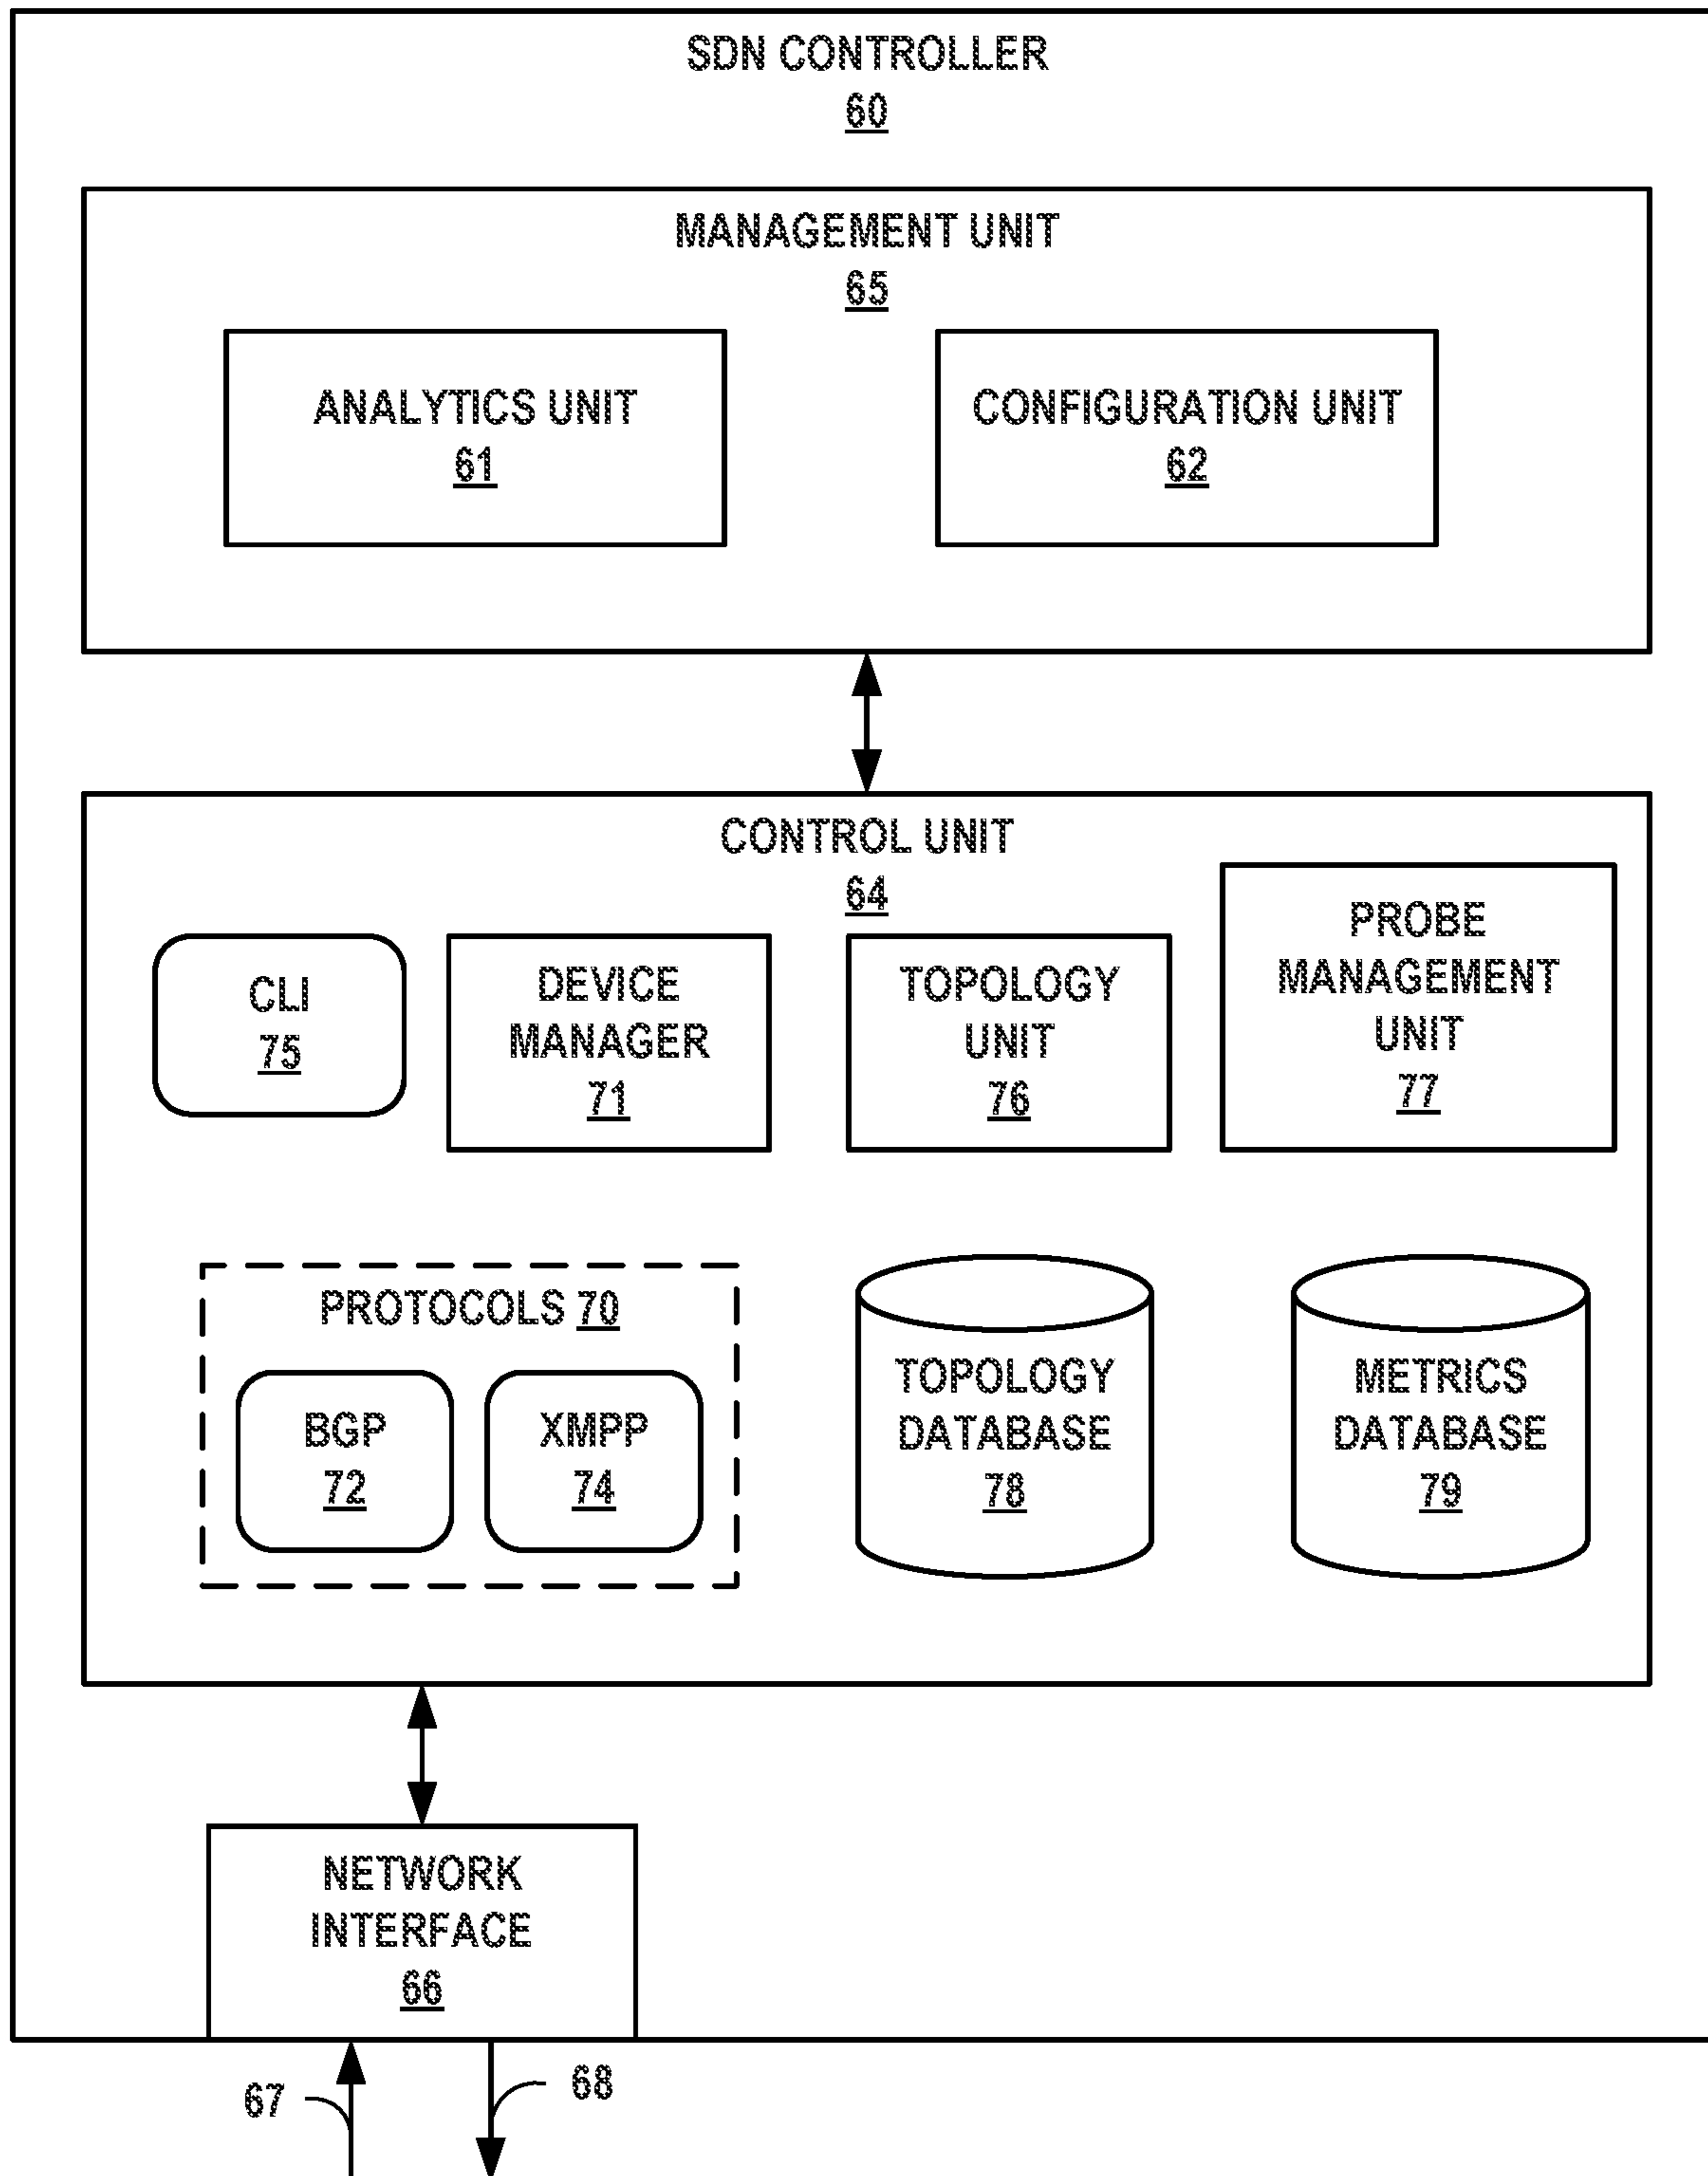 SDN CONTROLLER
60
MANAGEMENT UNIT
65
ANALYTICS UNIT
61
CONFIGURATION UNIT
62
CONTROL UNIT
64
CLI
75
DEVICE
MANAGER
71
TOPOLOGY
UNIT
76
PROBE
MANAGEMENT
UNIT
77
PROTOCOLS 70
BGP
72
XMPP
74
TOPOLOGY
DATABASE
78
METRICS
DATABASE
79
NETWORK
INTERFACE
66
67
68